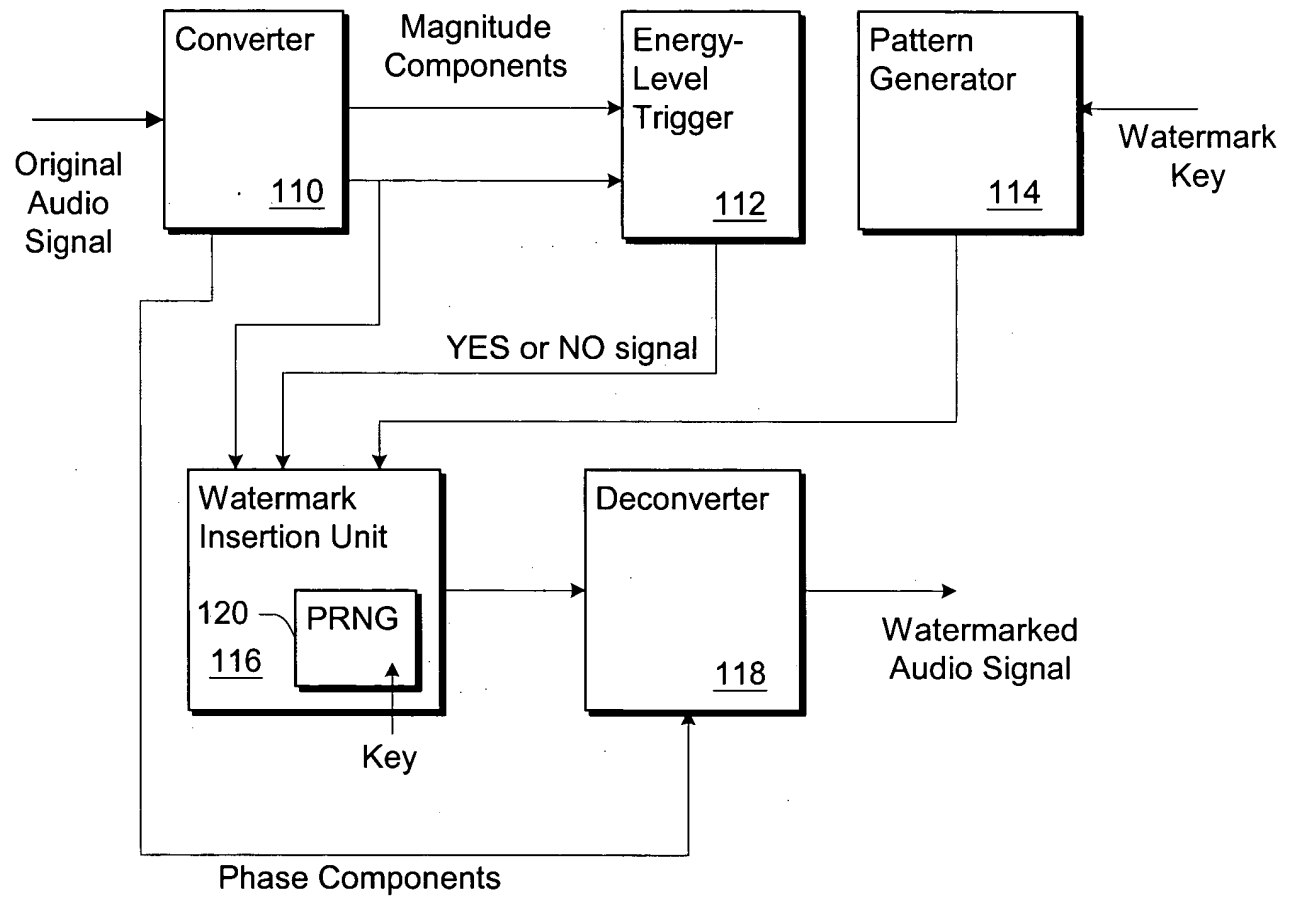 Converter
110
Magnitude
Components
Energy-
Level
Trigger
112
Pattern
Generator
114
Original
Audio
Signal
Watermark
Key
YES or NO signal
Watermark
Insertion Unit
120
PRNG
116
Key
Deconverter
118
Watermarked
Audio Signal
Phase Components